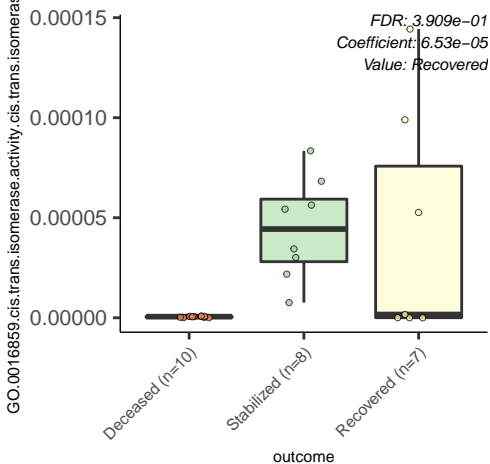 FDR: 3.909e−01
Coefficient: 6.53e−05
Value: Recovered
GO.0016859.cis.trans.isomerase.activity.cis.trans.isomeras
0.00015
0.00010
0.00005
0.00000
Deceased (n=10)
Stabilized (n=8)
Recovered (n=7)
outcome